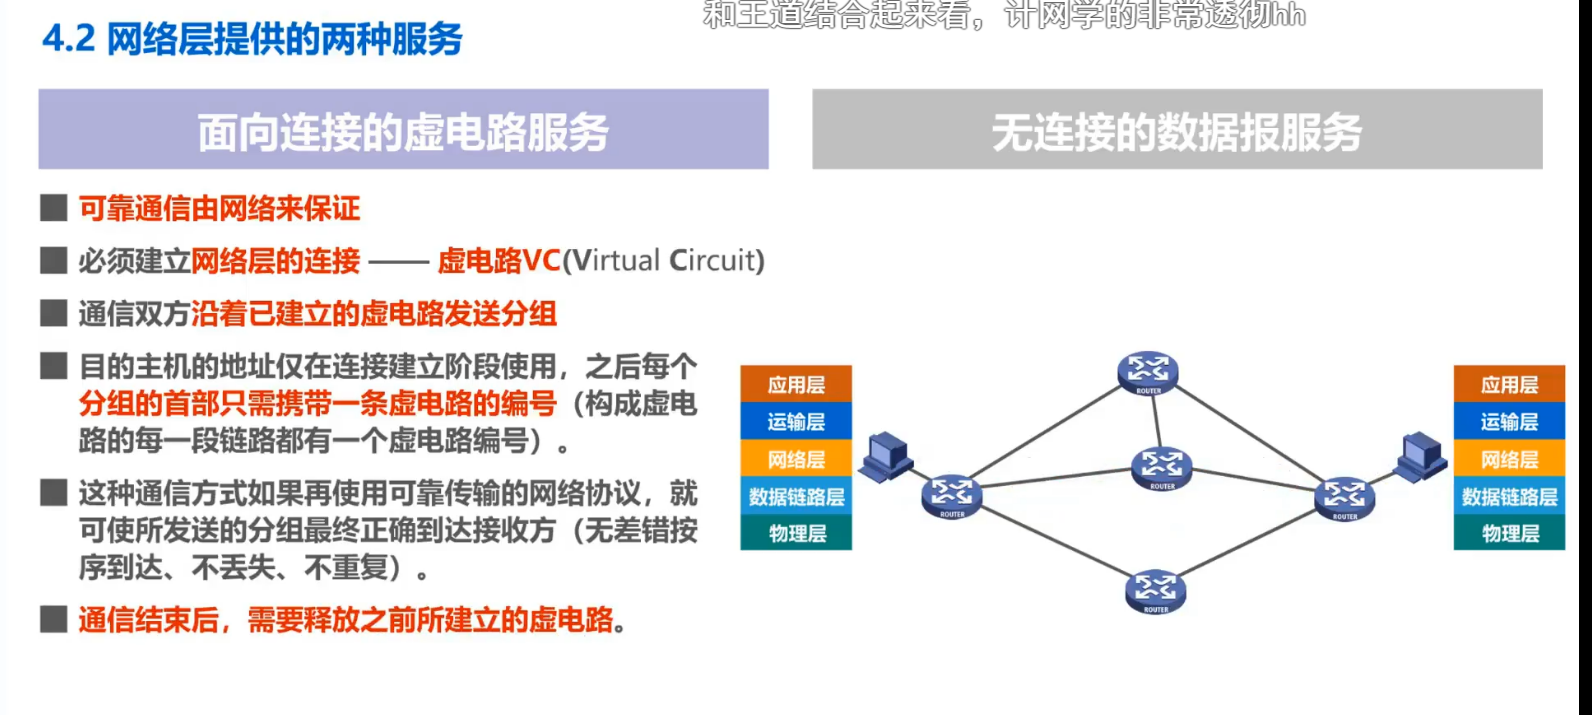 和王道结合起来看，计网学的非常透彻hh
4.2 网络层提供的两种服务
面向连接的虚电路服务
无连接的数据报服务
可靠通信由网络来保证
必须建立网络层的连接 —— 虚电路VC(Virtual Circuit)
通信双方沿着已建立的虚电路发送分组
目的主机的地址仅在连接建立阶段使用，之后每个
分组的首部只需携带一条虚电路的编号（构成虚电
路的每一段链路都有一个虚电路编号）。
这种通信方式如果再使用可靠传输的网络协议，就
可使所发送的分组最终正确到达接收方（无差错按
序到达、不丢失、不重复）。
通信结束后，需要释放之前所建立的虚电路。
应用层
运输层
网络层
数据链路层
物理层
ROUTER
ROUTER
ROUTER
ROUTER
ROUTER
应用层
运输层
网络层
数据链路层
物理层